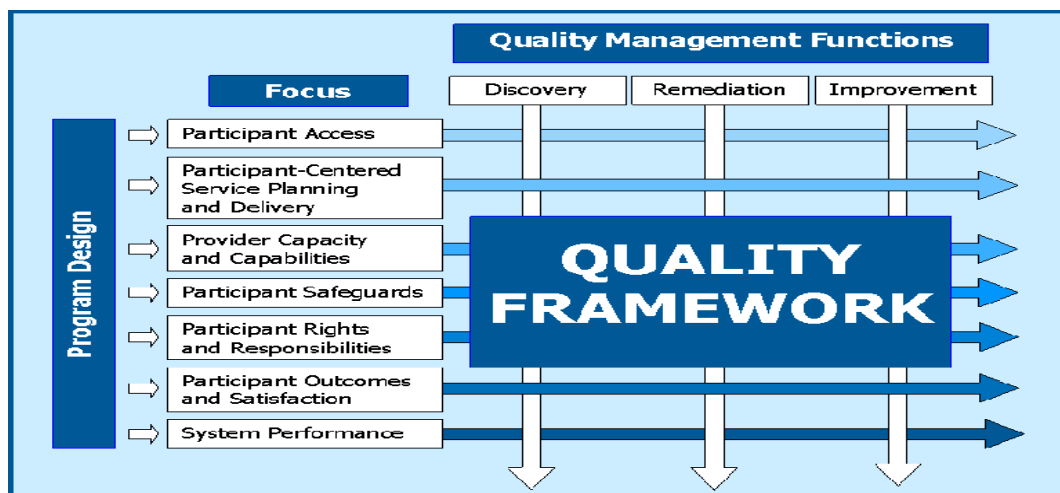 Quality Management Functions
Focus
Discovery
Remediation
Improvement
Program Design
Participant Access
Participant-Centered
Service Planning
and Delivery
Provider Capacity
and Capabilities
Participant Safeguards
Participant Rights
and Responsibilities
Participant Outcomes
and Satisfaction
System Performance
QUALITY
FRAMEWORK